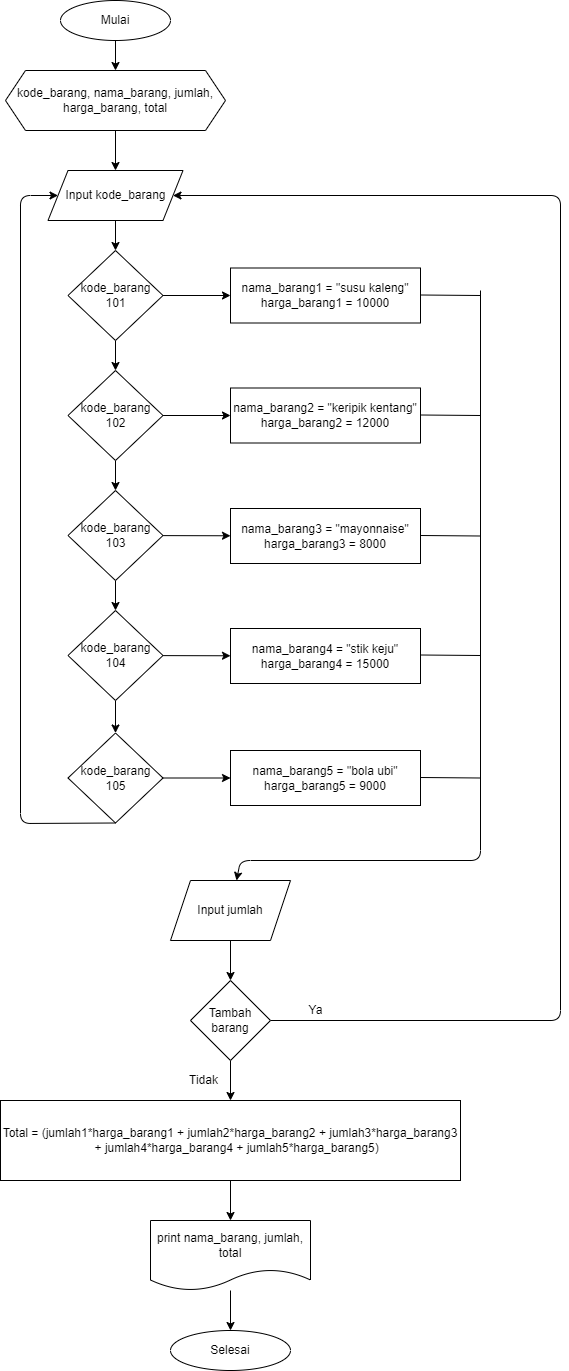 Mulai
kode_barang, nama_barang, jumlah,
harga_barang, total
Input kode_barang
kode_barang
101
nama_barang1 = "susu kaleng"
harga_barang1 = 10000
kode_barang
102
nama_barang2 = "keripik kentang"
harga_barang2 = 12000
kode_barang
103
nama_barang3 = "mayonnaise"
harga_barang3 = 8000
kode_barang
104
nama_barang4 = "stik keju"
harga_barang4 = 15000
kode_barang
105
nama_barang5 = "bola ubi"
harga_barang5 = 9000
Input jumlah
Tambah
barang
Ya
Tidak
Total = (jumlah1*harga_barang1 + jumlah2*harga_barang2 + jumlah3*harga_barang3
+ jumlah4*harga_barang4 + jumlah5*harga_barang5)
print nama_barang, jumlah,
total
Selesai